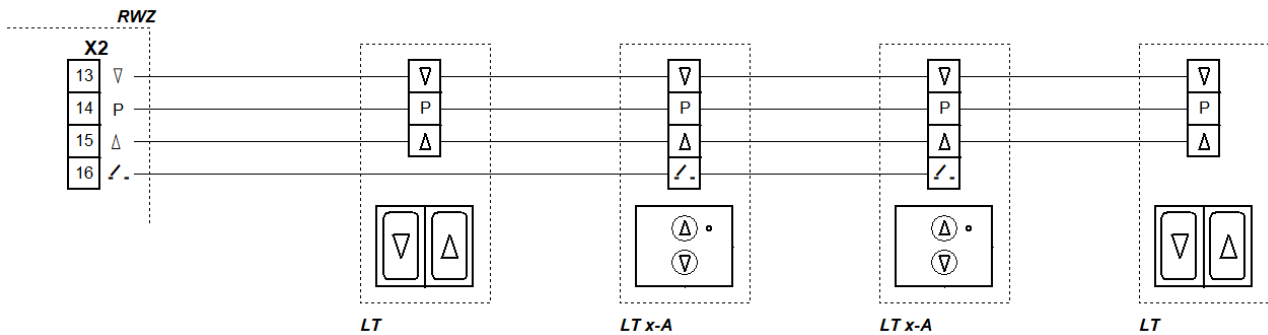 RWZ
X2
13 ▽ ▽ ▽ ▽ ▽
14 P P P P P
15 △ △ △ △ △
16
▽ △ △ △ ▽ △
▽ ▽
LT LT x-A LT x-A LT